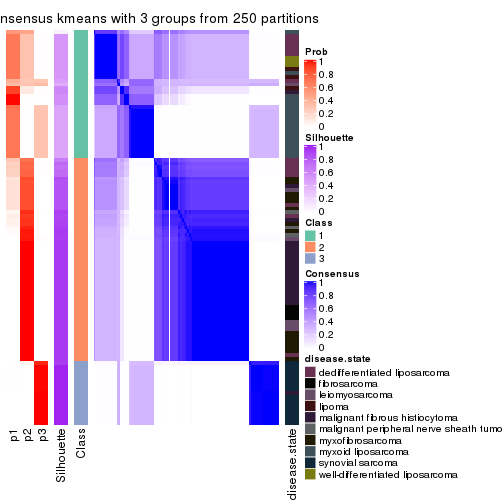 nsensus kmeans with 3 groups from 250 partitions
Prob
1
0.8
0.6
0.4
0.2
0
Silhouette
1
0.8
0.6
0.4
0.2
0
Class
1
2
3
Consensus
1
0.8
0.6
0.4
0.2
0
disease.state
dedifferentiated liposarcoma
fibrosarcoma
leiomyosarcoma
lipoma
malignant fibrous histiocytoma
malignant peripheral nerve sheath tumo
myxofibrosarcoma
myxoid liposarcoma
synovial sarcoma
well-differentiated liposarcoma
p1
p2
p3
Silhouette
Class
disease.state